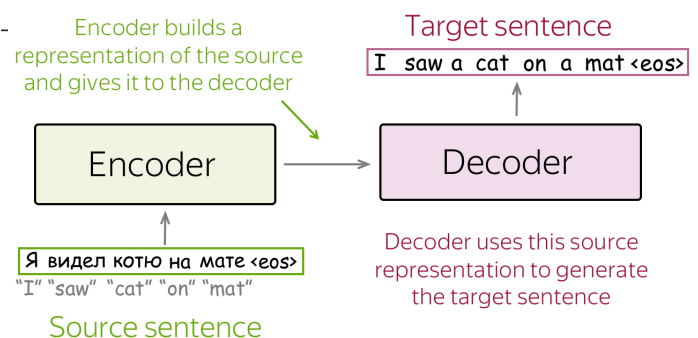 Encoder builds a
representation of the source
and gives it to the decoder
Target sentence
I saw a cat on a mat <eos>
Encoder
Decoder
Я видел котю на мате <eos>
“I” “saw” “cat” “on” “mat”
Source sentence
Decoder uses this source
representation to generate
the target sentence